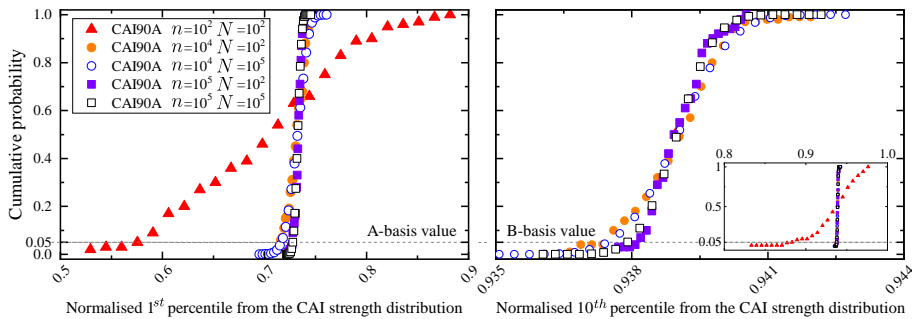 Cumulative probability
1.0
0.8
0.6
0.4
0.2
0.05
0.0
CAI90A n=10² N=10²
CAI90A n=10⁴ N=10²
CAI90A n=10⁴ N=10⁵
CAI90A n=10⁵ N=10²
CAI90A n=10⁵ N=10⁵
A-basis value
0.5 0.6 0.7 0.8 0.9
Normalised 1ˢᵗ percentile from the CAI strength distribution
B-basis value
0.8 0.9 1.0
1
0.5
0.05
0.935 0.938 0.941 0.944
Normalised 10ᵗʰ percentile from the CAI strength distribution